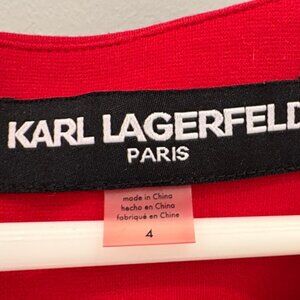 KARL LAGERFELD
PARIS
made in China
hecho en China
fabriqué en Chine
4